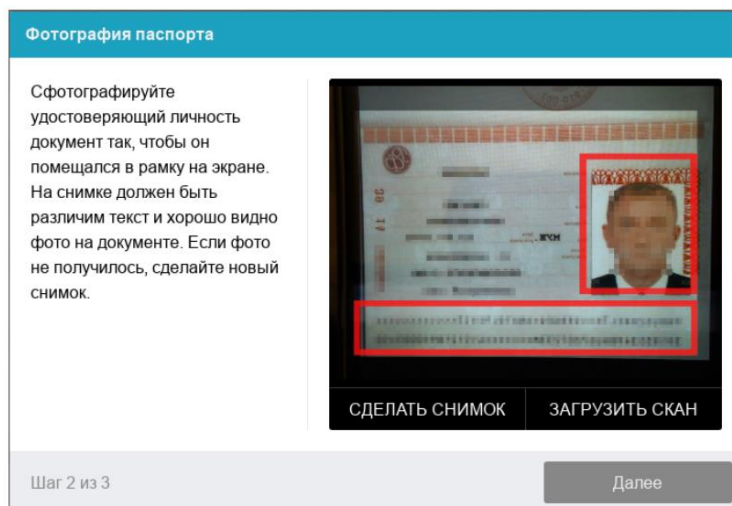 Фотография паспорта
Сфотографируйте
удостоверяющий личность
документ так, чтобы он
помещался в рамку на экране.
На снимке должен быть
различим текст и хорошо видно
фото на документе. Если фото
не получилось, сделайте новый
снимок.
СДЕЛАТЬ СНИМОК
ЗАГРУЗИТЬ СКАН
Шаг 2 из 3
Далее